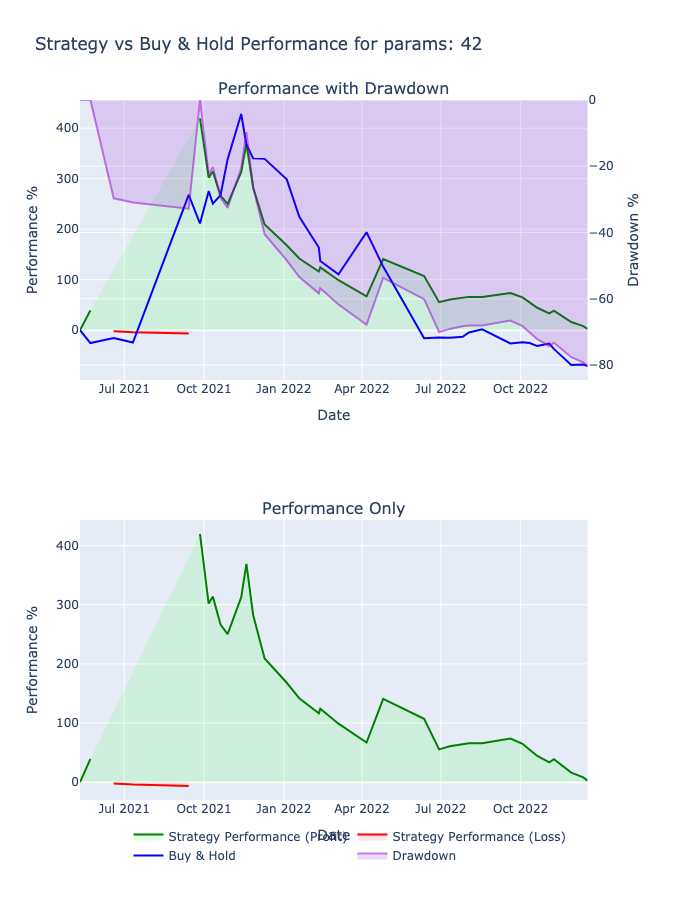 Strategy vs Buy & Hold Performance for params: 42
Performance with Drawdown
400
300
200
100
0
0
−20
−40
−60
−80
Performance %
Drawdown %
Jul 2021
Oct 2021
Jan 2022
Apr 2022
Jul 2022
Oct 2022
Date
Performance Only
400
300
200
100
0
Performance %
Jul 2021
Oct 2021
Jan 2022
Apr 2022
Jul 2022
Oct 2022
Date
Strategy Performance (Profit)
Strategy Performance (Loss)
Buy & Hold
Drawdown